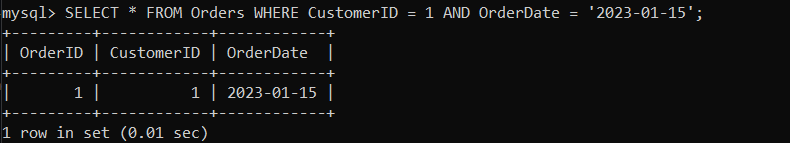 mysql> SELECT * FROM Orders WHERE CustomerID = 1 AND OrderDate = '2023-01-15';
+---------+------------+------------+
| OrderID | CustomerID | OrderDate  |
+---------+------------+------------+
|       1 |          1 | 2023-01-15 |
+---------+------------+------------+
1 row in set (0.01 sec)